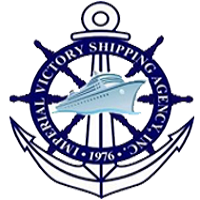 IMPERIAL VICTORY SHIPPING AGENCY, INC.
· 1976 ·